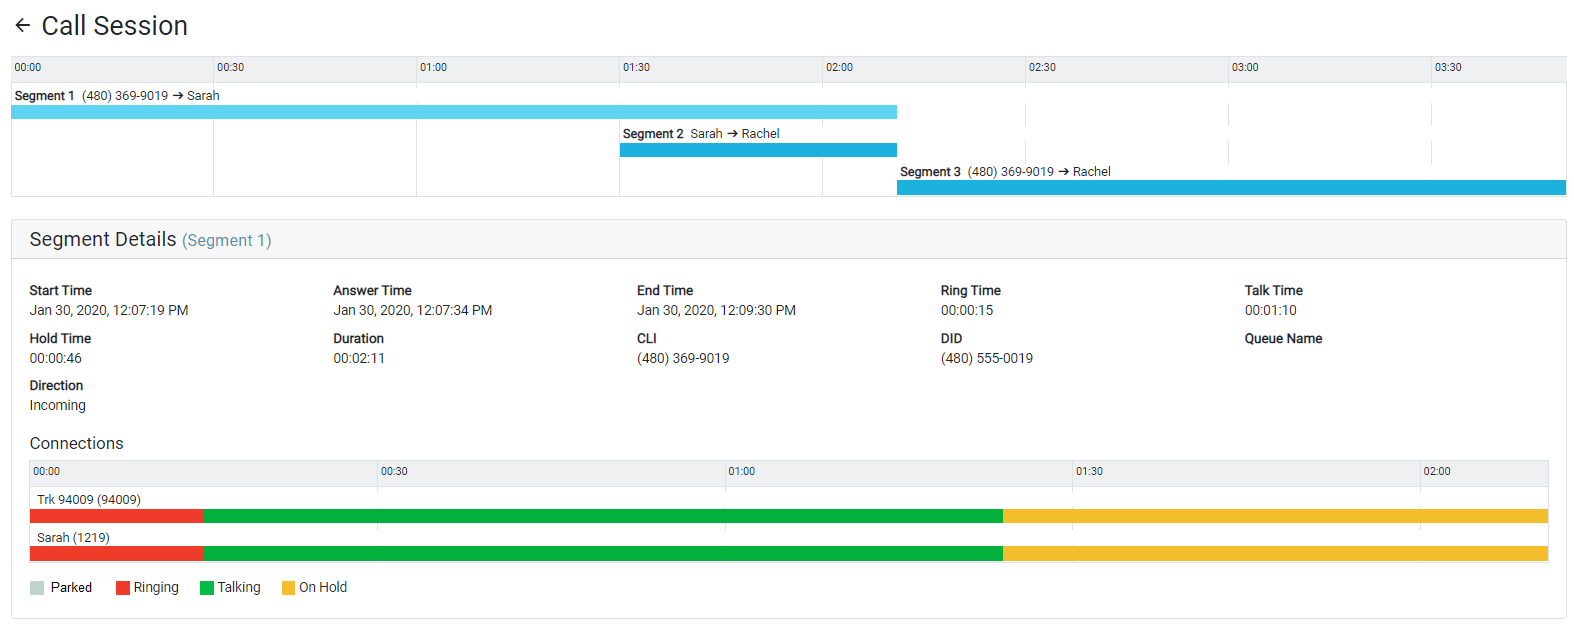 ← Call Session
00:00 00:30 01:00 01:30 02:00 02:30 03:00 03:30
Segment 1 (480) 369-9019 → Sarah
Segment 2 Sarah → Rachel
Segment 3 (480) 369-9019 → Rachel
Segment Details (Segment 1)
Start Time Answer Time End Time Ring Time Talk Time
Jan 30, 2020, 12:07:19 PM Jan 30, 2020, 12:07:34 PM Jan 30, 2020, 12:09:30 PM 00:00:15 00:01:10
Hold Time Duration CLI DID Queue Name
00:00:46 00:02:11 (480) 369-9019 (480) 555-0019
Direction
Incoming
Connections
00:00 00:30 01:00 01:30 02:00
Trk 94009 (94009)
Sarah (1219)
Parked Ringing Talking On Hold